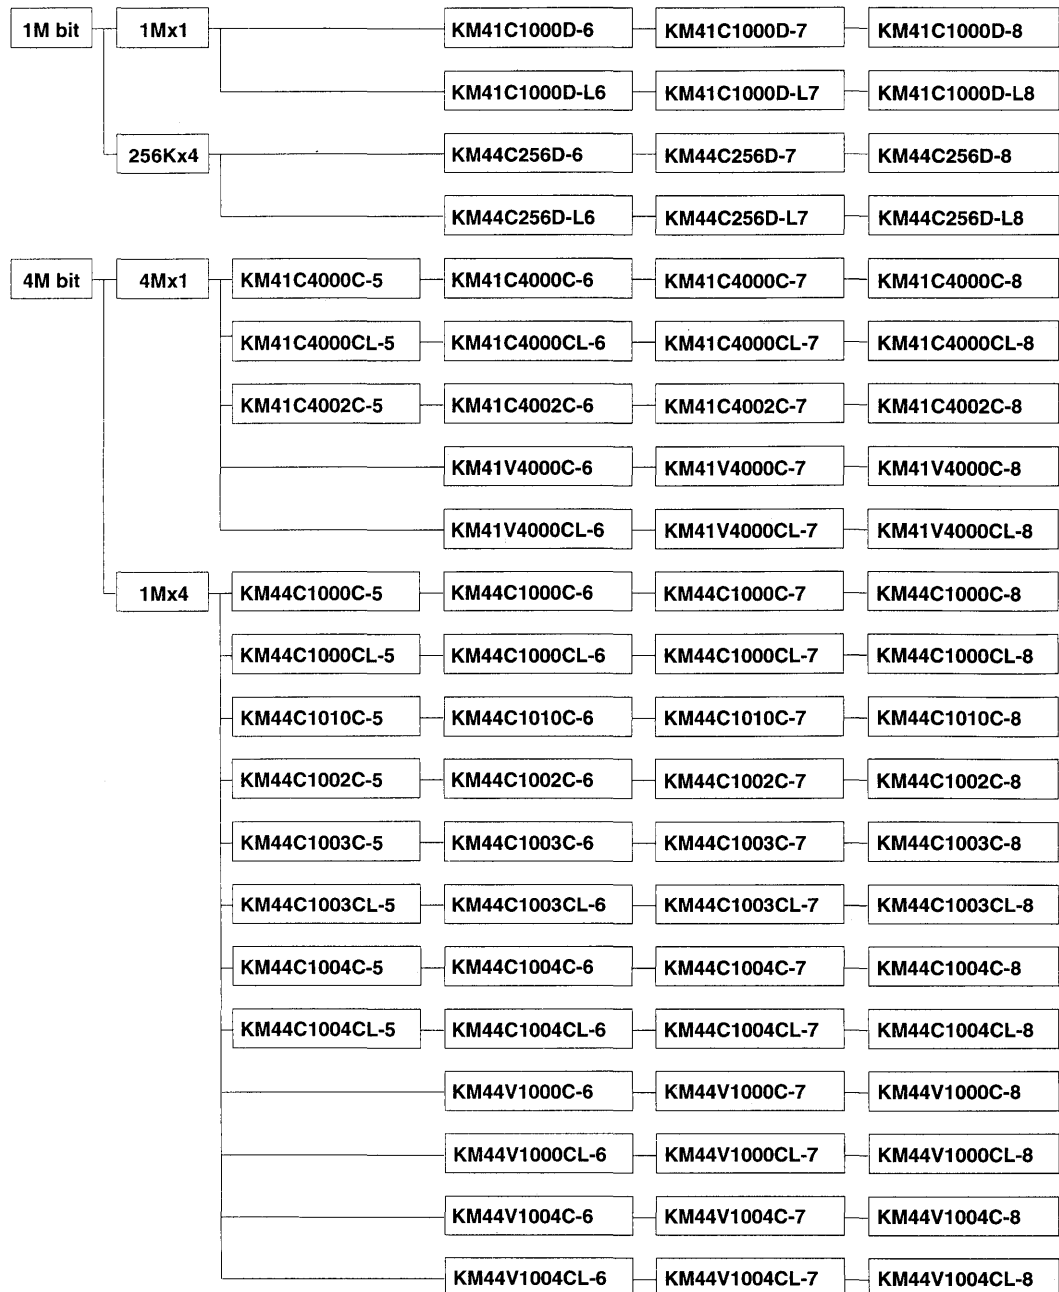 1M bit 1Mx1 KM41C1000D-6 KM41C1000D-7 KM41C1000D-8
KM41C1000D-L6 KM41C1000D-L7 KM41C1000D-L8
256Kx4 KM44C256D-6 KM44C256D-7 KM44C256D-8
KM44C256D-L6 KM44C256D-L7 KM44C256D-L8
4M bit 4Mx1 KM41C4000C-5 KM41C4000C-6 KM41C4000C-7 KM41C4000C-8
KM41C4000CL-5 KM41C4000CL-6 KM41C4000CL-7 KM41C4000CL-8
KM41C4002C-5 KM41C4002C-6 KM41C4002C-7 KM41C4002C-8
KM41V4000C-6 KM41V4000C-7 KM41V4000C-8
KM41V4000CL-6 KM41V4000CL-7 KM41V4000CL-8
1Mx4 KM44C1000C-5 KM44C1000C-6 KM44C1000C-7 KM44C1000C-8
KM44C1000CL-5 KM44C1000CL-6 KM44C1000CL-7 KM44C1000CL-8
KM44C1010C-5 KM44C1010C-6 KM44C1010C-7 KM44C1010C-8
KM44C1002C-5 KM44C1002C-6 KM44C1002C-7 KM44C1002C-8
KM44C1003C-5 KM44C1003C-6 KM44C1003C-7 KM44C1003C-8
KM44C1003CL-5 KM44C1003CL-6 KM44C1003CL-7 KM44C1003CL-8
KM44C1004C-5 KM44C1004C-6 KM44C1004C-7 KM44C1004C-8
KM44C1004CL-5 KM44C1004CL-6 KM44C1004CL-7 KM44C1004CL-8
KM44V1000C-6 KM44V1000C-7 KM44V1000C-8
KM44V1000CL-6 KM44V1000CL-7 KM44V1000CL-8
KM44V1004C-6 KM44V1004C-7 KM44V1004C-8
KM44V1004CL-6 KM44V1004CL-7 KM44V1004CL-8